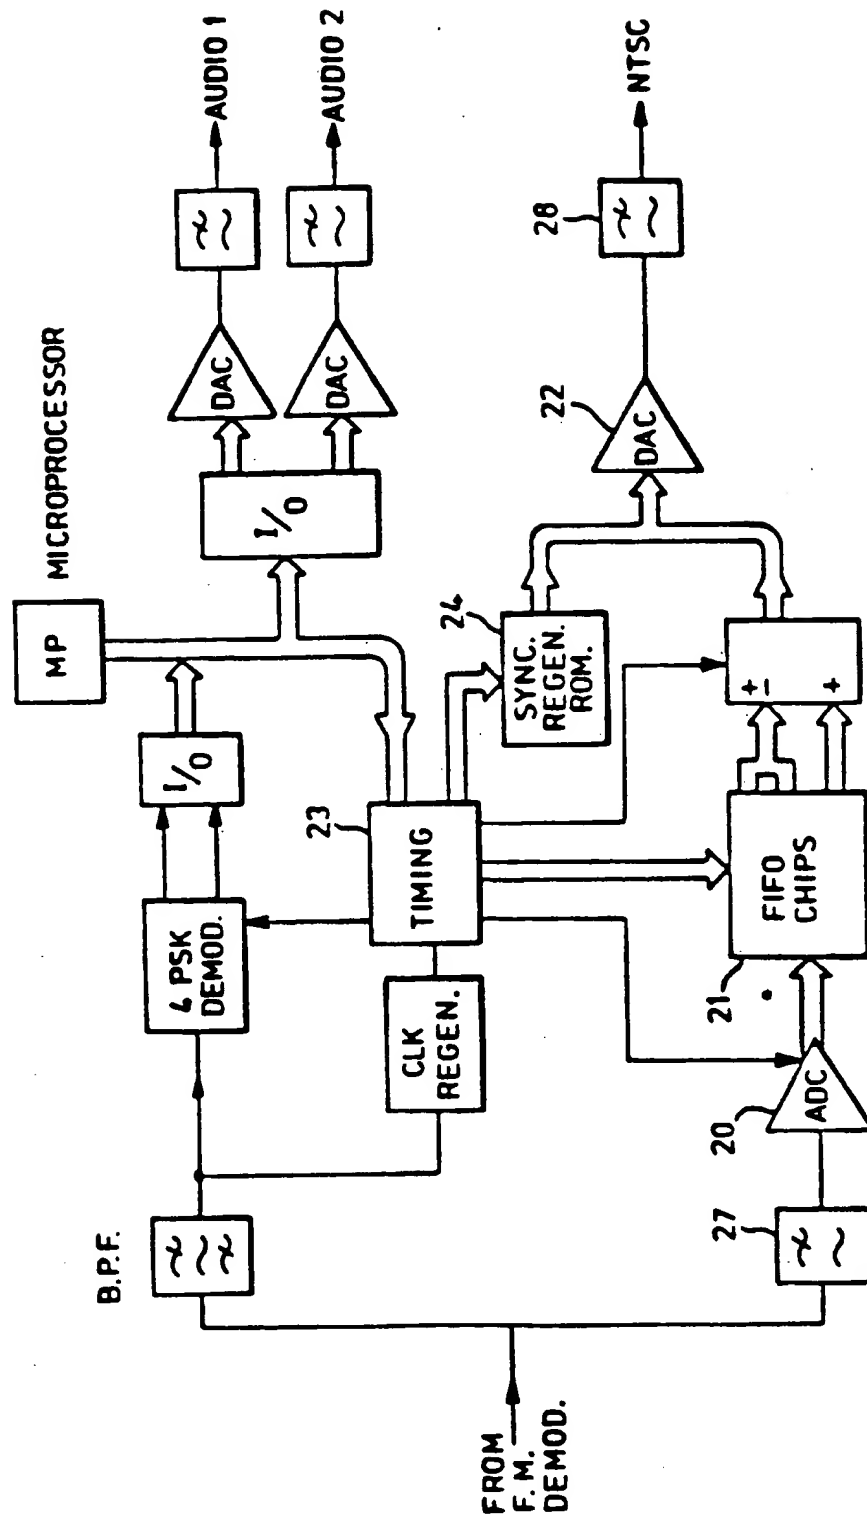 FROM
F.M.
DEMOD.
B.P.F.
4 PSK
DEMOD.
CLK
REGEN.
I/O
MP
MICROPROCESSOR
I/O
DAC
DAC
AUDIO 1
AUDIO 2
23
TIMING
24
SYNC.
REGEN.
ROM.
27
20
ADC
21
FIFO
CHIPS
+
−
+
22
DAC
28
NTSC